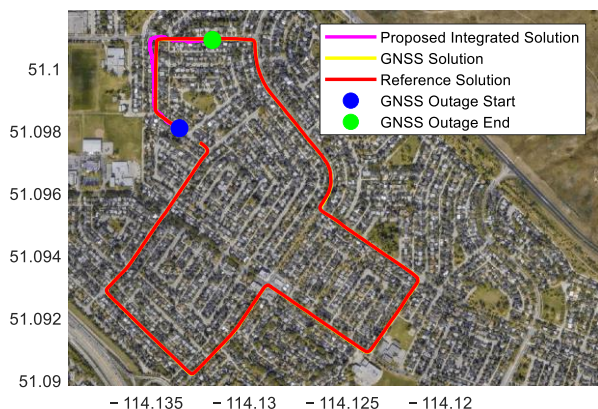 Proposed Integrated Solution
GNSS Solution
Reference Solution
GNSS Outage Start
GNSS Outage End
51.1
51.098
51.096
51.094
51.092
51.09
−114.135 −114.13 −114.125 −114.12